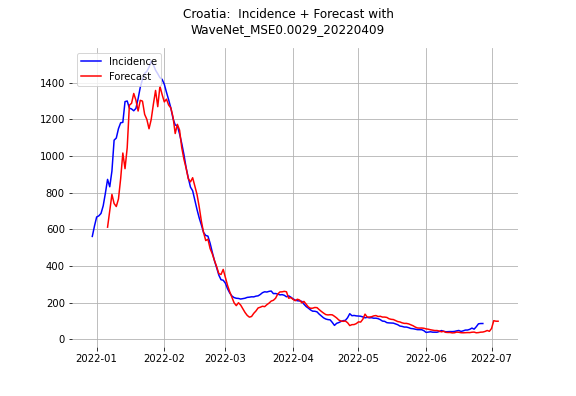 Croatia:  Incidence + Forecast with
WaveNet_MSE0.0029_20220409
Incidence
Forecast
1400
1200
1000
800
600
400
200
0
2022-01 2022-02 2022-03 2022-04 2022-05 2022-06 2022-07